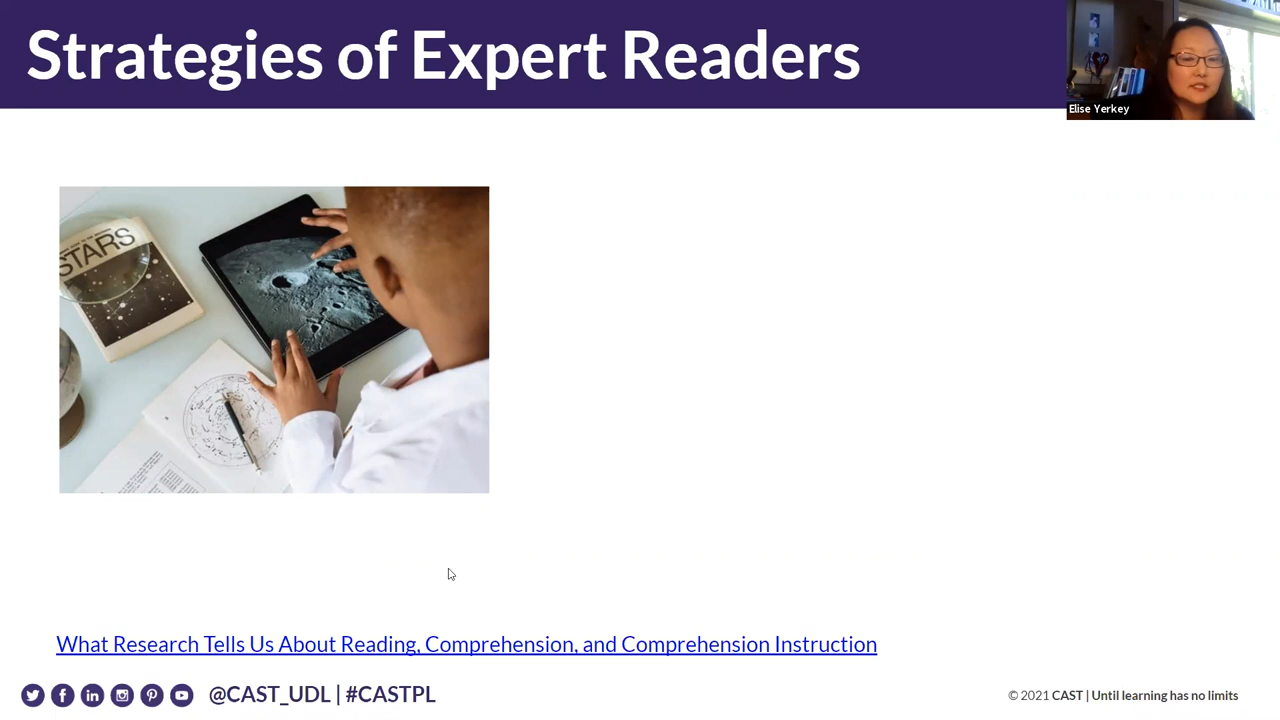 Strategies of Expert Readers
Elise Yerkey
STARS
What Research Tells Us About Reading, Comprehension, and Comprehension Instruction
@CAST_UDL | #CASTPL
© 2021 CAST | Until learning has no limits